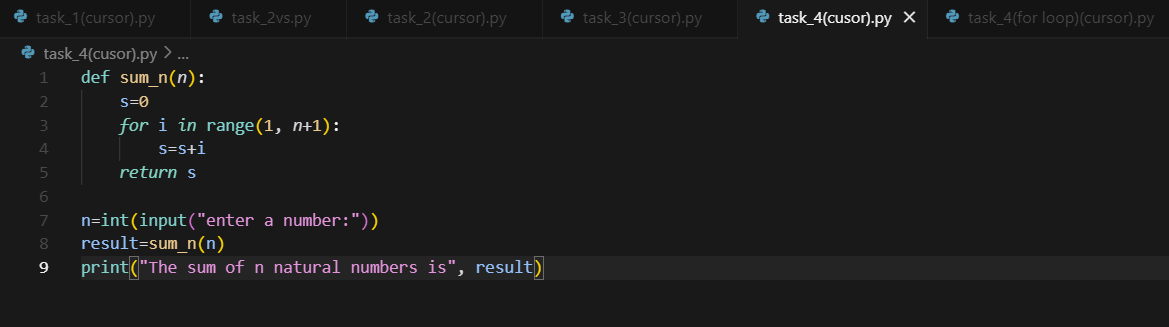 task_1(cursor).py task_2vs.py task_2(cursor).py task_3(cursor).py task_4(cusor).py task_4(for loop)(cursor).py
task_4(cusor).py > ...
1 def sum_n(n):
2     s=0
3     for i in range(1, n+1):
4         s=s+i
5     return s
6
7 n=int(input("enter a number:"))
8 result=sum_n(n)
9 print("The sum of n natural numbers is", result)